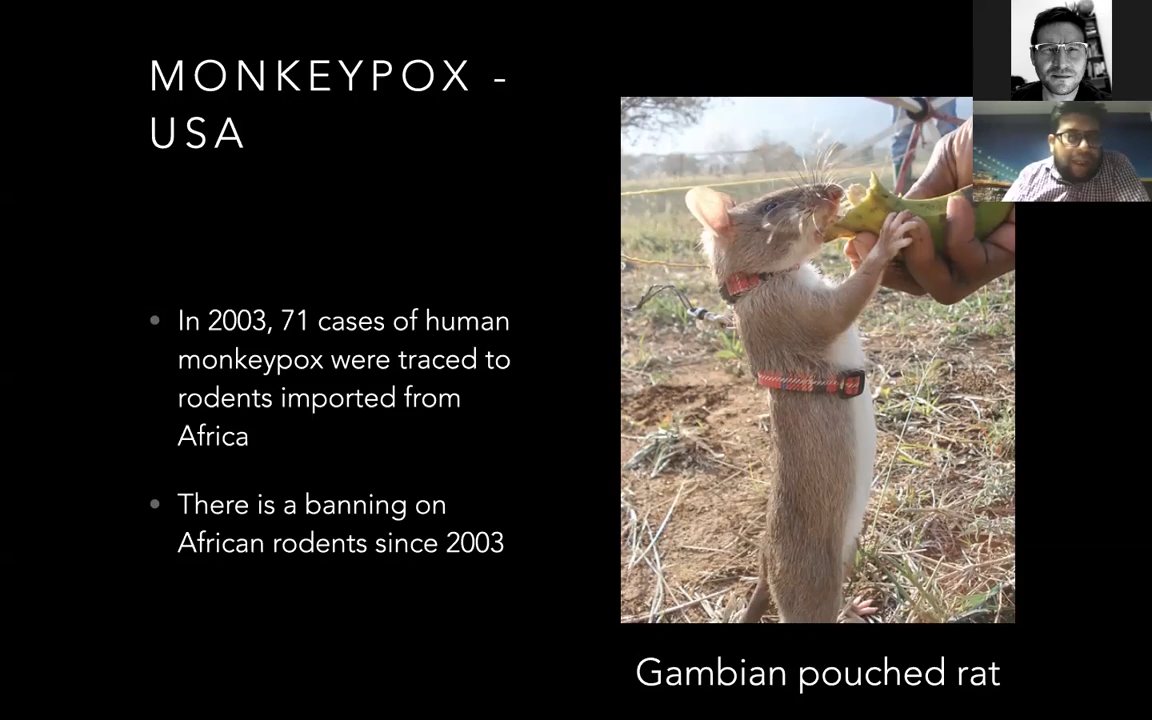 MONKEYPOX -
USA
• In 2003, 71 cases of human
monkeypox were traced to
rodents imported from
Africa
• There is a banning on
African rodents since 2003
Gambian pouched rat